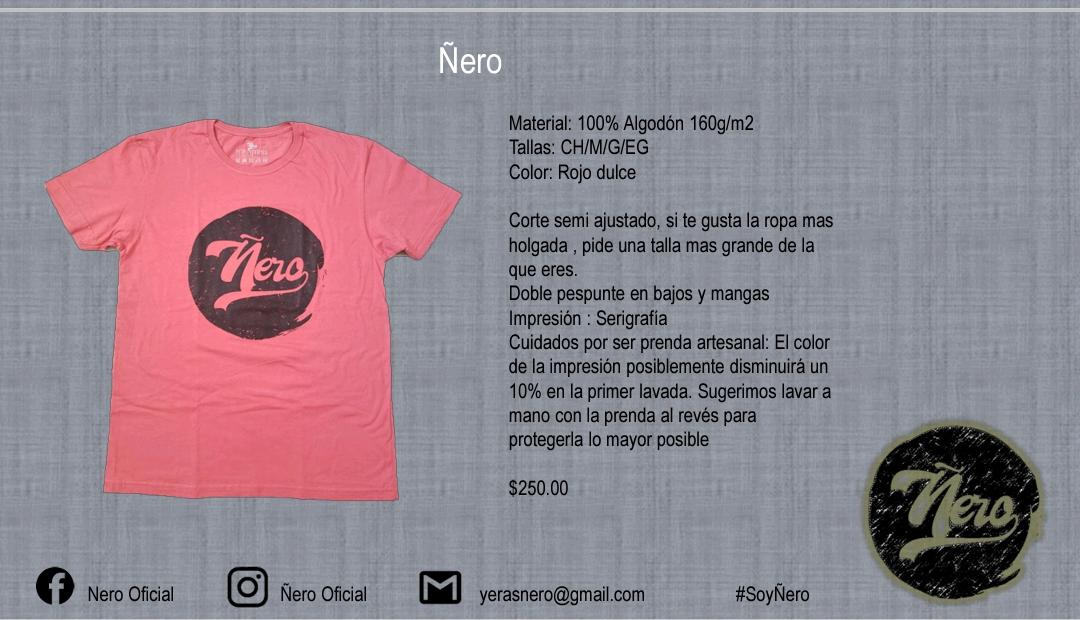 Ñero
Material: 100% Algodón 160g/m2
Tallas: CH/M/G/EG
Color: Rojo dulce
Corte semi ajustado, si te gusta la ropa mas
holgada , pide una talla mas grande de la
que eres.
Doble pespunte en bajos y mangas
Impresión : Serigrafía
Cuidados por ser prenda artesanal: El color
de la impresión posiblemente disminuirá un
10% en la primer lavada. Sugerimos lavar a
mano con la prenda al revés para
protegerla lo mayor posible
$250.00
Ñero
Ñero
Nero Oficial
Ñero Oficial
yerasnero@gmail.com
#SoyÑero